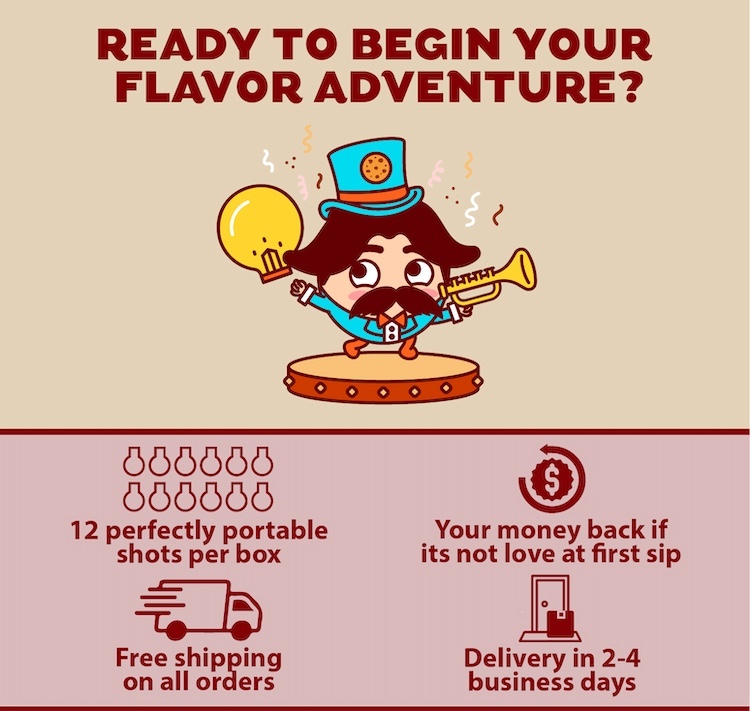 READY TO BEGIN YOUR
FLAVOR ADVENTURE?
12 perfectly portable
shots per box
$
Your money back if
its not love at first sip
Free shipping
on all orders
Delivery in 2-4
business days